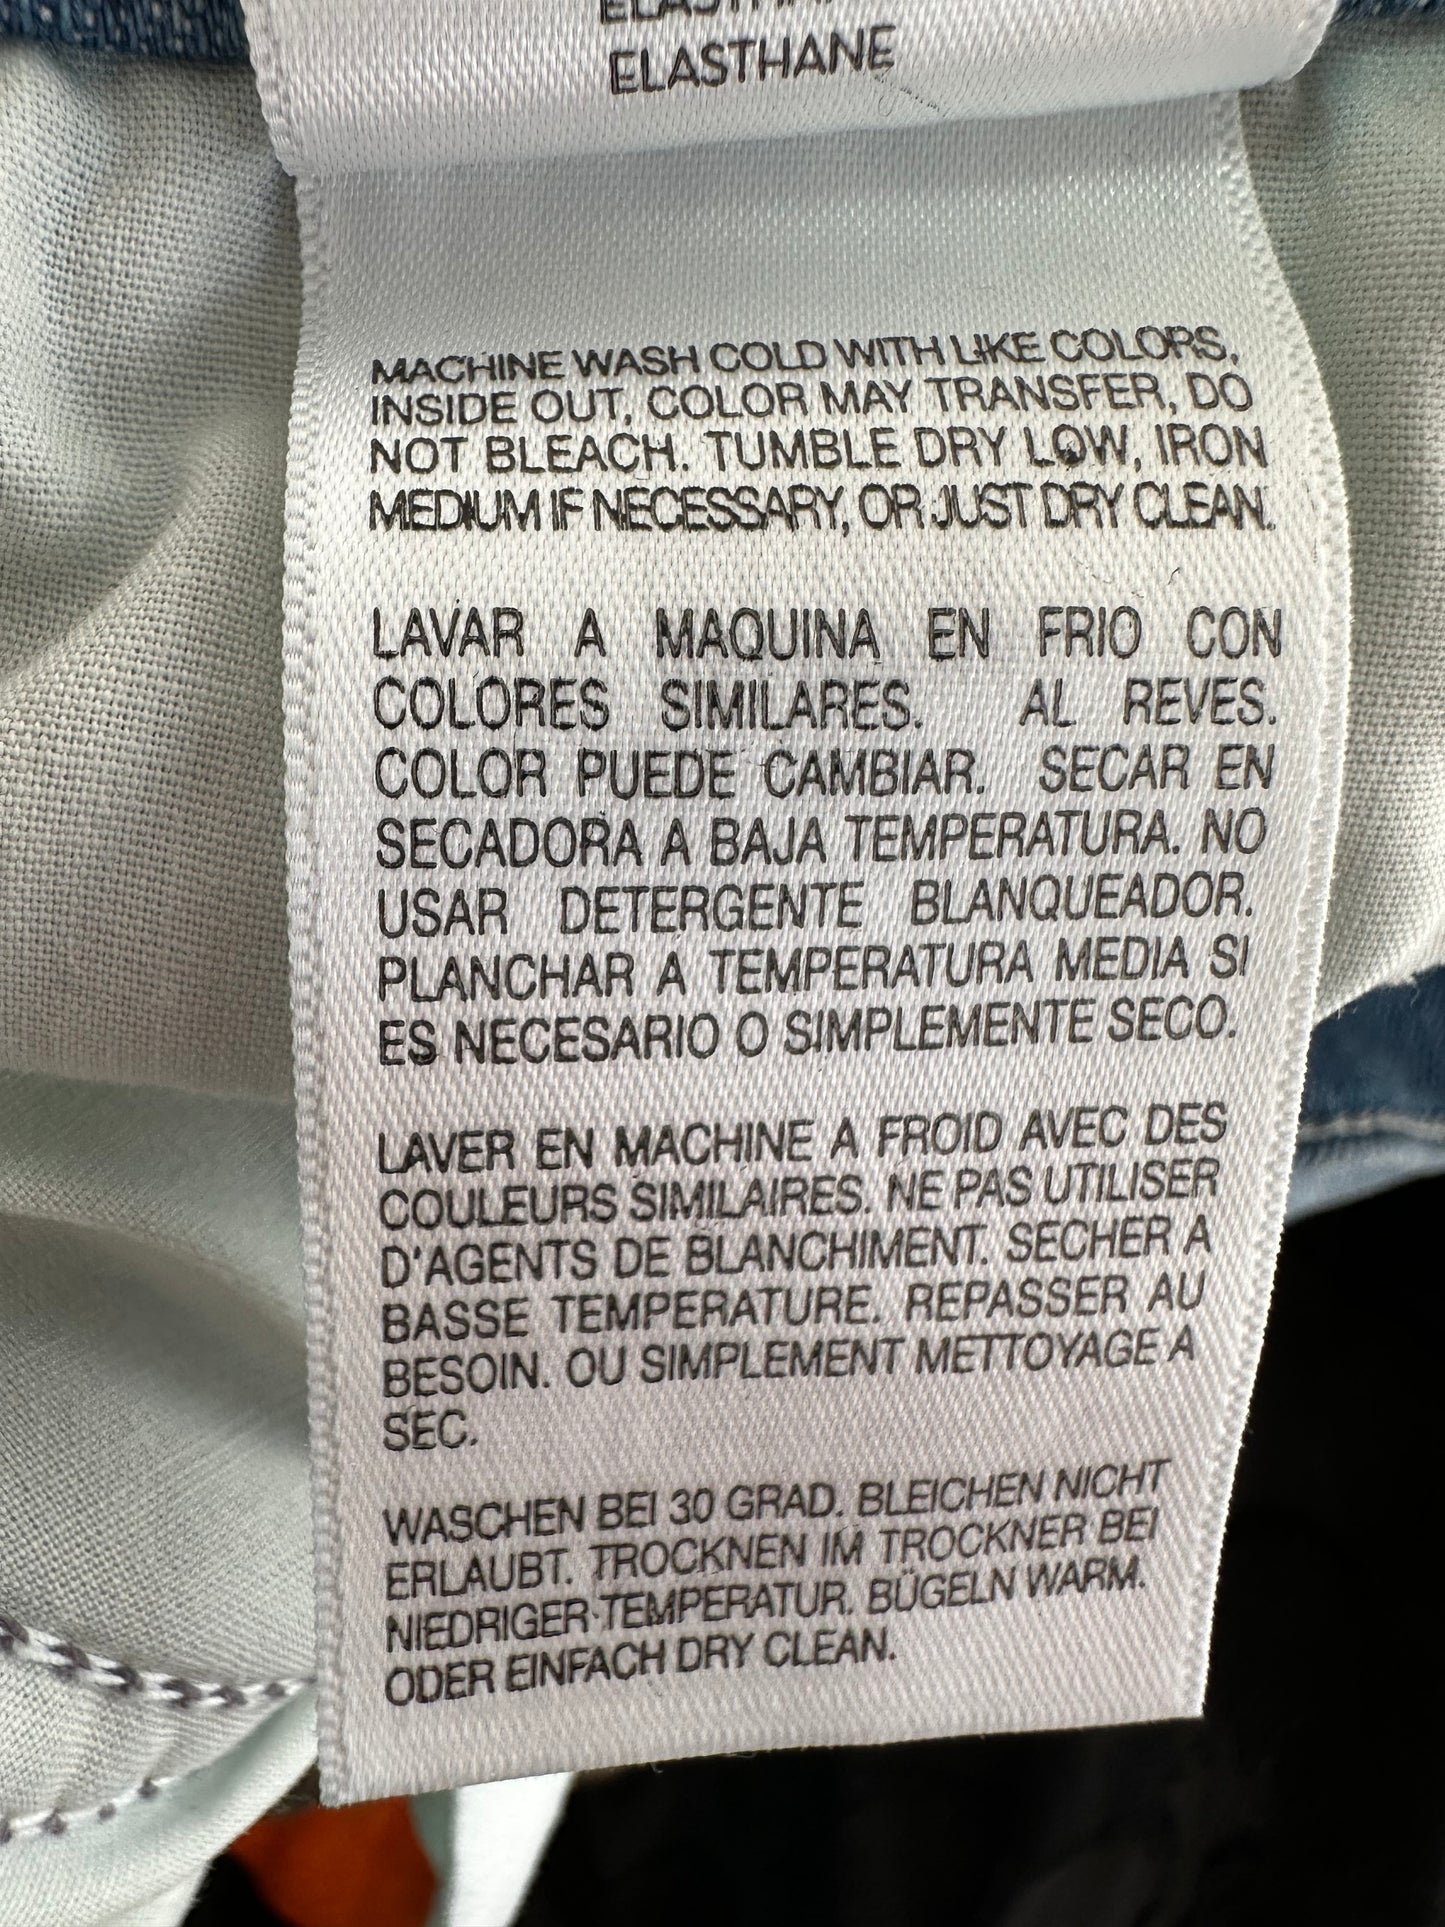 ELASTHANE
MACHINE WASH COLD WITH LIKE COLORS,
INSIDE OUT, COLOR MAY TRANSFER, DO
NOT BLEACH. TUMBLE DRY LOW, IRON
MEDIUM IF NECESSARY, OR JUST DRY CLEAN.
LAVAR A MAQUINA EN FRIO CON
COLORES SIMILARES. AL REVES.
COLOR PUEDE CAMBIAR. SECAR EN
SECADORA A BAJA TEMPERATURA. NO
USAR DETERGENTE BLANQUEADOR.
PLANCHAR A TEMPERATURA MEDIA SI
ES NECESARIO O SIMPLEMENTE SECO.
LAVER EN MACHINE A FROID AVEC DES
COULEURS SIMILAIRES. NE PAS UTILISER
D'AGENTS DE BLANCHIMENT. SECHER A
BASSE TEMPERATURE. REPASSER AU
BESOIN. OU SIMPLEMENT METTOYAGE A
SEC.
WASCHEN BEI 30 GRAD. BLEICHEN NICHT
ERLAUBT. TROCKNEN IM TROCKNER BEI
NIEDRIGER TEMPERATUR. BÜGELN WARM.
ODER EINFACH DRY CLEAN.